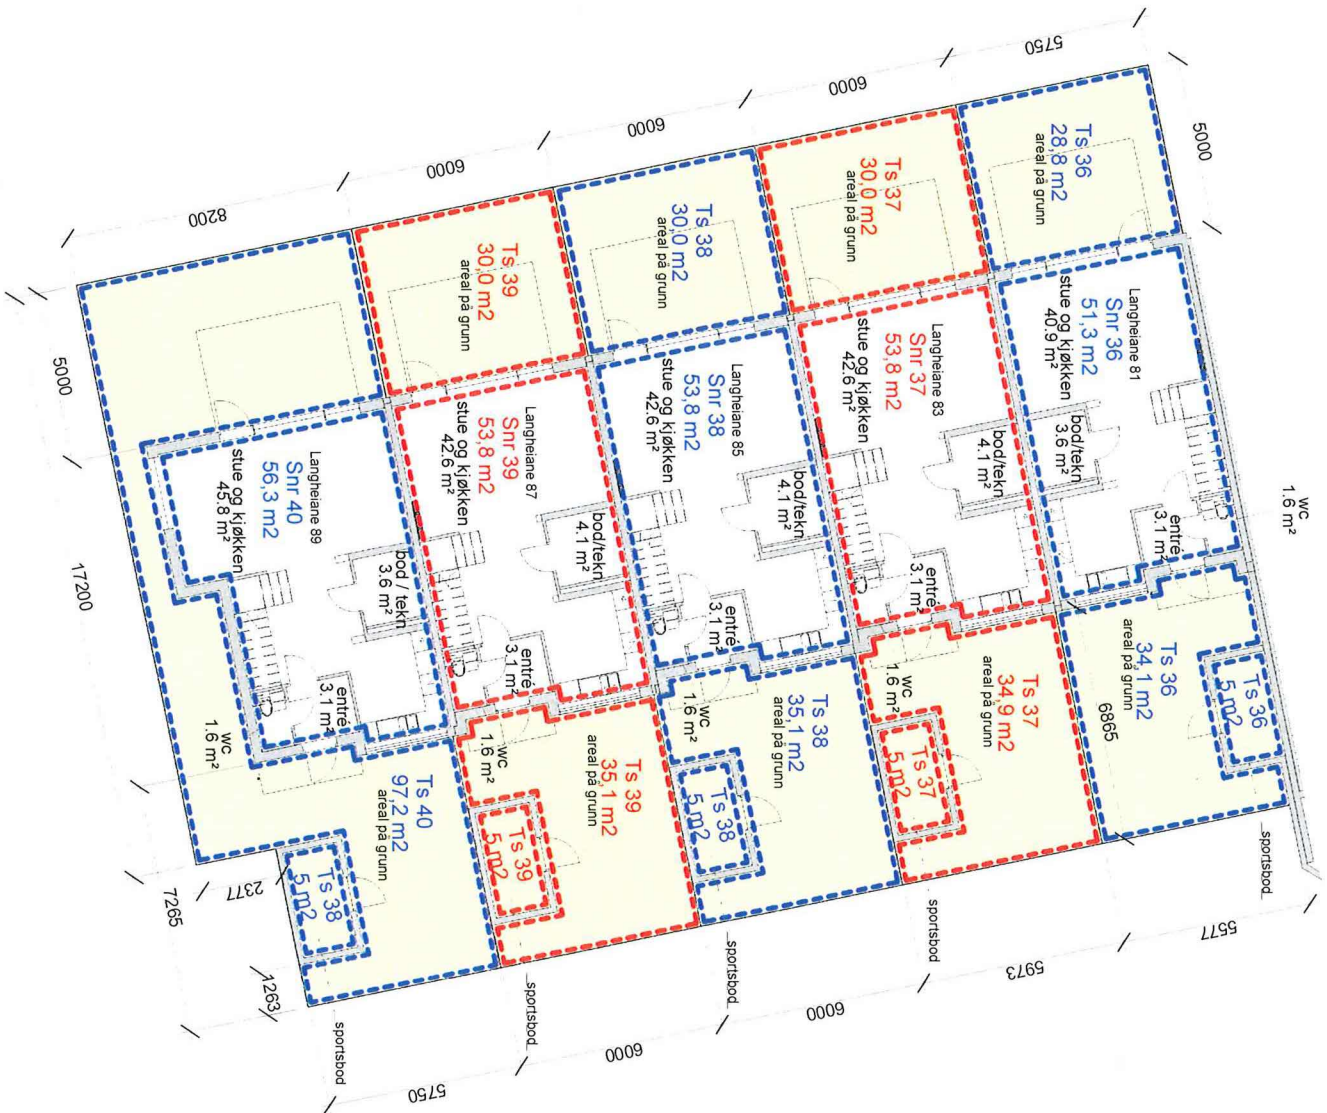 5750
6000
6000
6000
8200
5000
Ts 36
28,8 m2
areal på grunn
Ts 37
30,0 m2
areal på grunn
Ts 38
30,0 m2
areal på grunn
Ts 39
30,0 m2
areal på grunn
5000
17200
Langheiane 81
Snr 36
51,3 m2
stue og kjøkken
40.9 m²
bod/tekn
3.6 m²
entré
3.1 m²
wc
1.6 m²
Langheiane 83
Snr 37
53,8 m2
stue og kjøkken
42.6 m²
bod/tekn
4.1 m²
entré
3.1 m²
wc
1.6 m²
Langheiane 85
Snr 38
53,8 m2
stue og kjøkken
42.6 m²
bod/tekn
4.1 m²
entré
3.1 m²
wc
1.6 m²
Langheiane 87
Snr 39
53,8 m2
stue og kjøkken
42.6 m²
bod/tekn
4.1 m²
entré
3.1 m²
wc
1.6 m²
Langheiane 89
Snr 40
56,3 m2
stue og kjøkken
45.8 m²
bod / tekn
3.6 m²
entré
3.1 m²
wc
1.6 m²
Ts 36
34,1 m2
areal på grunn
Ts 36
5 m2
6865
Ts 37
34,9 m2
areal på grunn
Ts 37
5 m2
Ts 38
35,1 m2
areal på grunn
Ts 38
5 m2
Ts 39
35,1 m2
areal på grunn
Ts 39
5 m2
Ts 40
97,2 m2
areal på grunn
Ts 38
5 m2
2377
7265
1263
sportsbod
sportsbod
sportsbod
sportsbod
sportsbod
5577
5973
6000
6000
5750